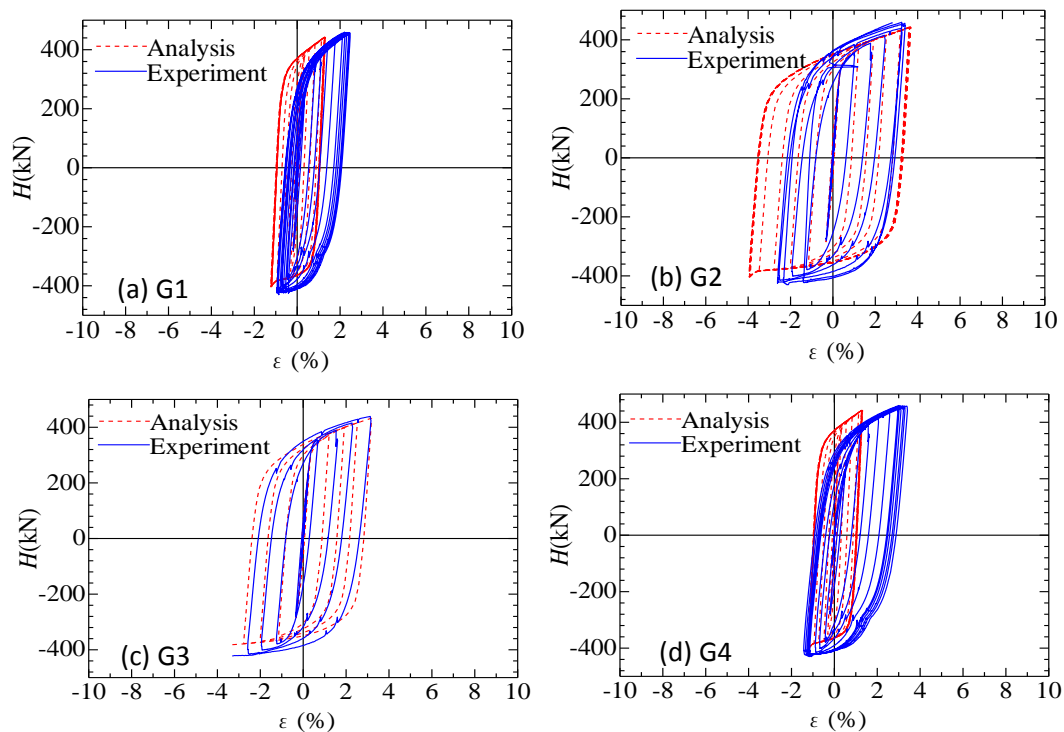 400
200
0
-200
-400
H(kN)
Analysis
Experiment
(a) G1
-10 -8 -6 -4 -2 0 2 4 6 8 10
ε (%)
400
200
0
-200
-400
H(kN)
Analysis
Experiment
(b) G2
-10 -8 -6 -4 -2 0 2 4 6 8 10
ε (%)
400
200
0
-200
-400
H(kN)
Analysis
Experiment
(c) G3
-10 -8 -6 -4 -2 0 2 4 6 8 10
ε (%)
400
200
0
-200
-400
H(kN)
Analysis
Experiment
(d) G4
-10 -8 -6 -4 -2 0 2 4 6 8 10
ε (%)